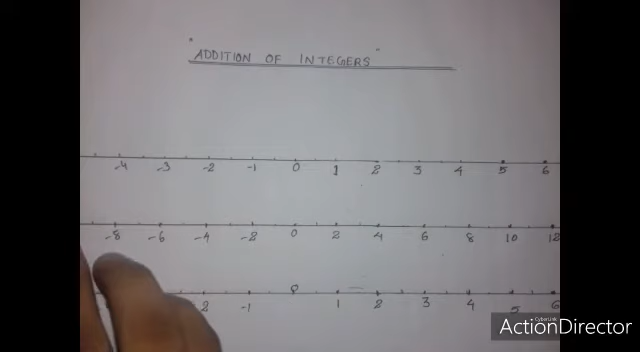 "ADDITION OF INTEGERS"
-4 -3 -2 -1 0 1 2 3 4 5 6
-8 -6 -4 -2 0 2 4 6 8 10 12
2 -1 0 1 2 3 4 5 6
CyberLink
ActionDirector